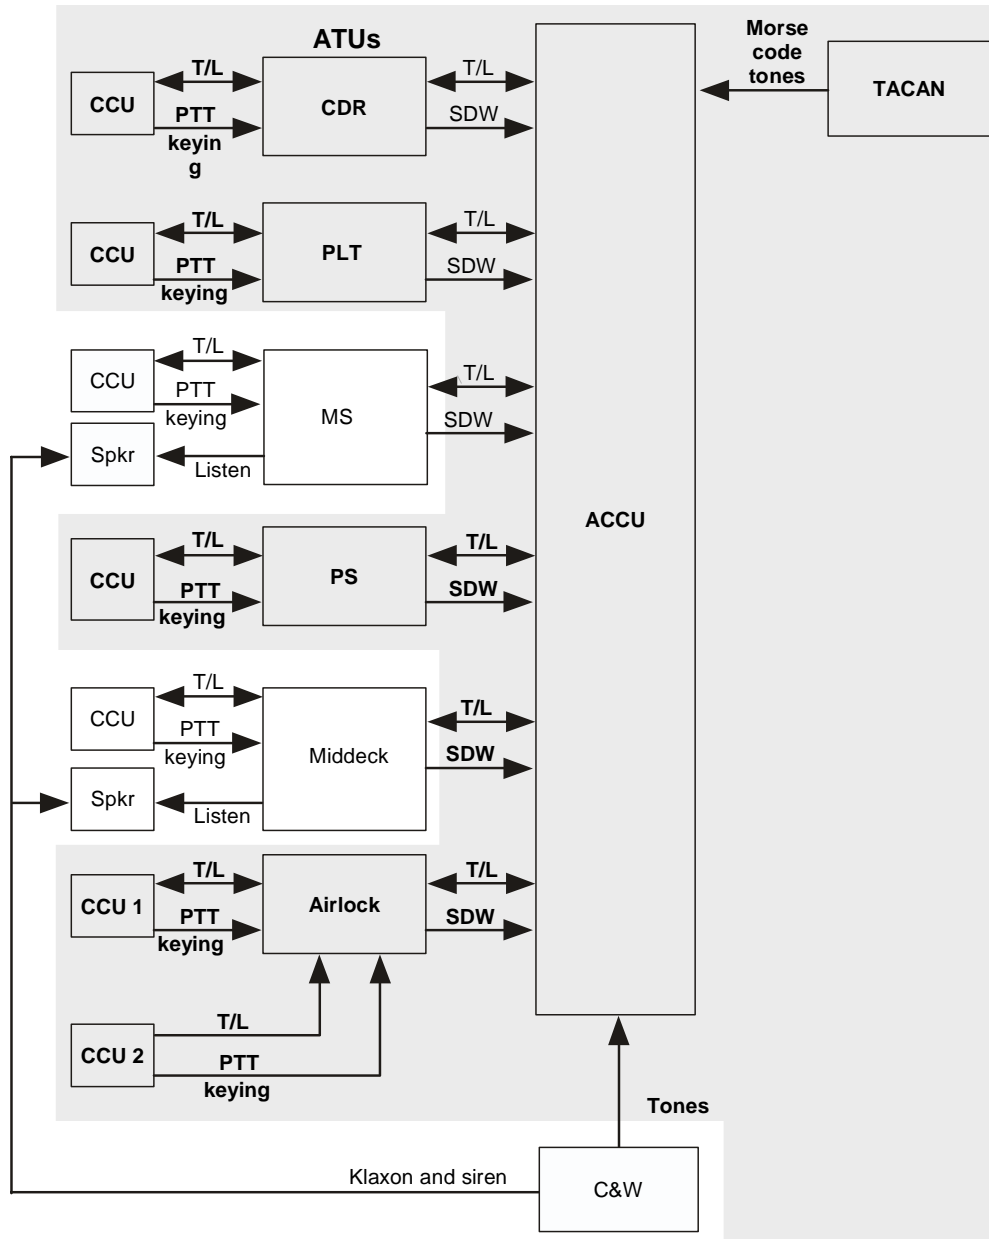 ATUs
Morse
code
tones
TACAN
CCU
T/L
PTT
keyin
g
CDR
T/L
SDW
CCU
T/L
PTT
keying
PLT
T/L
SDW
CCU
T/L
PTT
keying
MS
T/L
SDW
Spkr
Listen
ACCU
CCU
T/L
PTT
keying
PS
T/L
SDW
CCU
T/L
PTT
keying
Middeck
T/L
SDW
Spkr
Listen
CCU 1
T/L
PTT
keying
Airlock
T/L
SDW
CCU 2
T/L
PTT
keying
Tones
Klaxon and siren
C&W